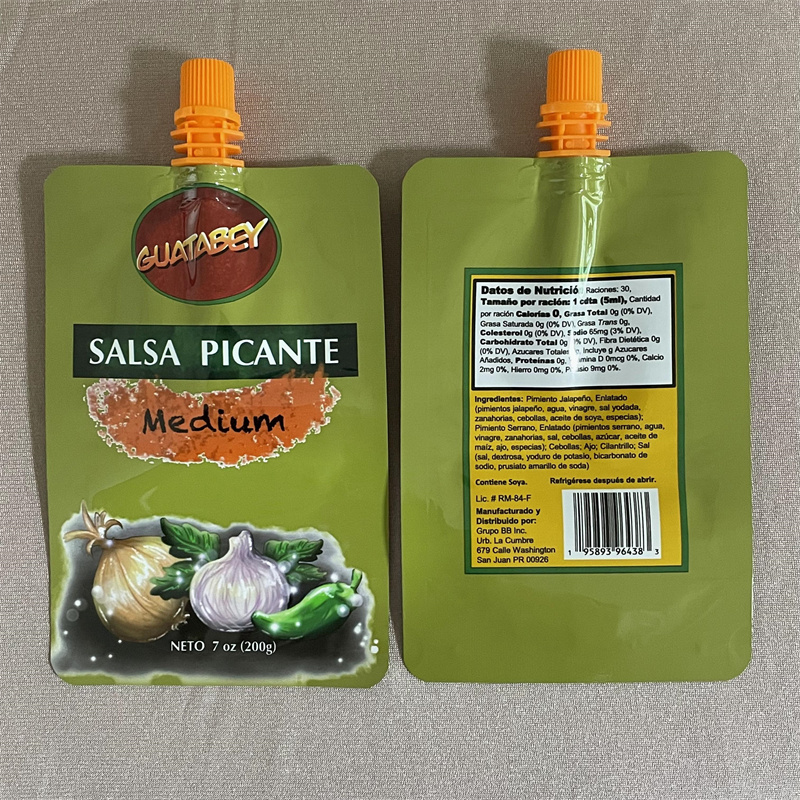 GUATABEY
SALSA PICANTE
Medium
NETO 7 oz (200g)
Datos de Nutrició Raciones: 30,
Tamaño por ración: 1 cdta (5ml), Cantidad
por ración Calorías 0, Grasa Total 0g (0% DV),
Grasa Saturada 0g (0% DV), Grasa Trans 0g,
Colesterol 0g (0% DV), Sodio 65mg (3% DV),
Carbohidrato Total 0g 0% DV), Fibra Dietética 0g
(0% DV), Azucares Totales Incluye g Azucares
Añadidos, Proteínas 0g, Vitamina D 0mcg 0%, Calcio
2mg 0%, Hierro 0mg 0%, Potasio 9mg 0%.
Ingredientes: Pimiento Jalapeño, Enlatado
(pimientos jalapeño, agua, vinagre, sal yodada,
zanahorias, cebollas, aceite de soya, especias);
Pimiento Serrano, Enlatado (pimientos serrano, agua,
vinagre, zanahorias, sal, cebollas, azúcar, aceite de
maíz, ajo, especias); Cebollas; Ajo; Cilantrillo; Sal
(sal, dextrosa, yoduro de potasio, bicarbonato de
sodio, prusiato amarillo de soda)
Contiene Soya. Refrigérese después de abrir.
Lic. # RM-84-F
Manufacturado y
Distribuido por:
Grupo BB Inc.
Urb. La Cumbre
679 Calle Washington
San Juan PR 00926
1 95893 96438 3